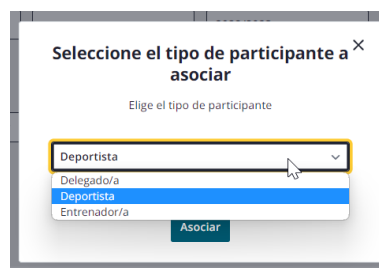 Seleccione el tipo de participante a
asociar
Elige el tipo de participante
Deportista
Delegado/a
Deportista
Entrenador/a
Asociar